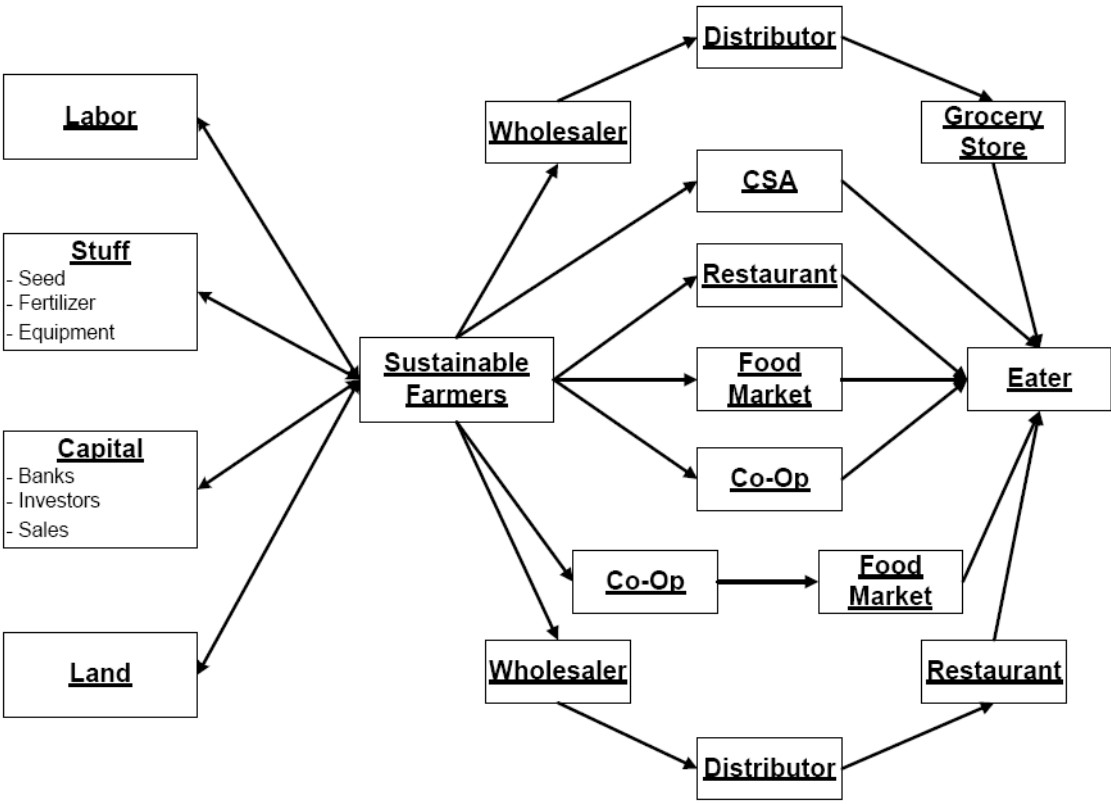 Distributor
Labor
Wholesaler
Grocery
Store
CSA
Stuff
- Seed
- Fertilizer
- Equipment
Restaurant
Sustainable
Farmers
Food
Market
Eater
Capital
- Banks
- Investors
- Sales
Co-Op
Co-Op
Food
Market
Land
Wholesaler
Restaurant
Distributor